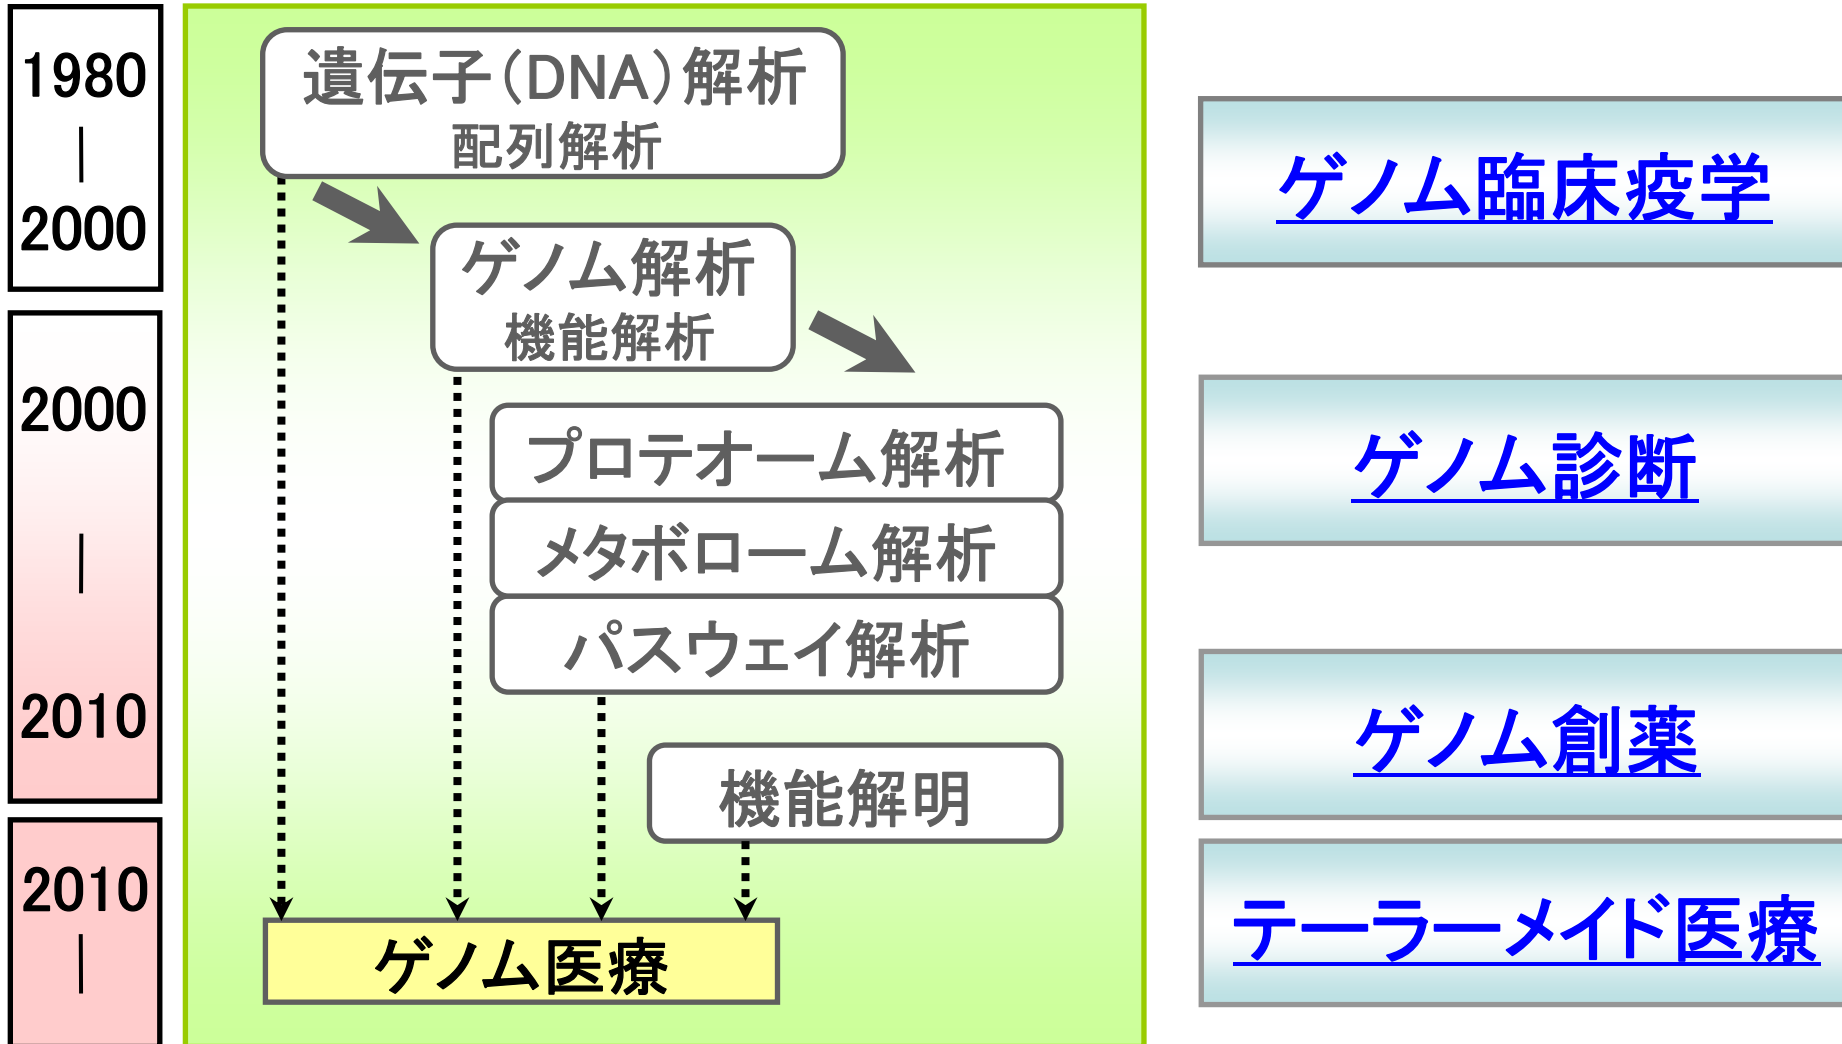 1980
|
2000
2000
|
2010
2010
|
遺伝子(DNA)解析
配列解析
ゲノム解析
機能解析
プロテオーム解析
メタボローム解析
パスウェイ解析
機能解明
ゲノム医療
ゲノム臨床疫学
ゲノム診断
ゲノム創薬
テーラーメイド医療